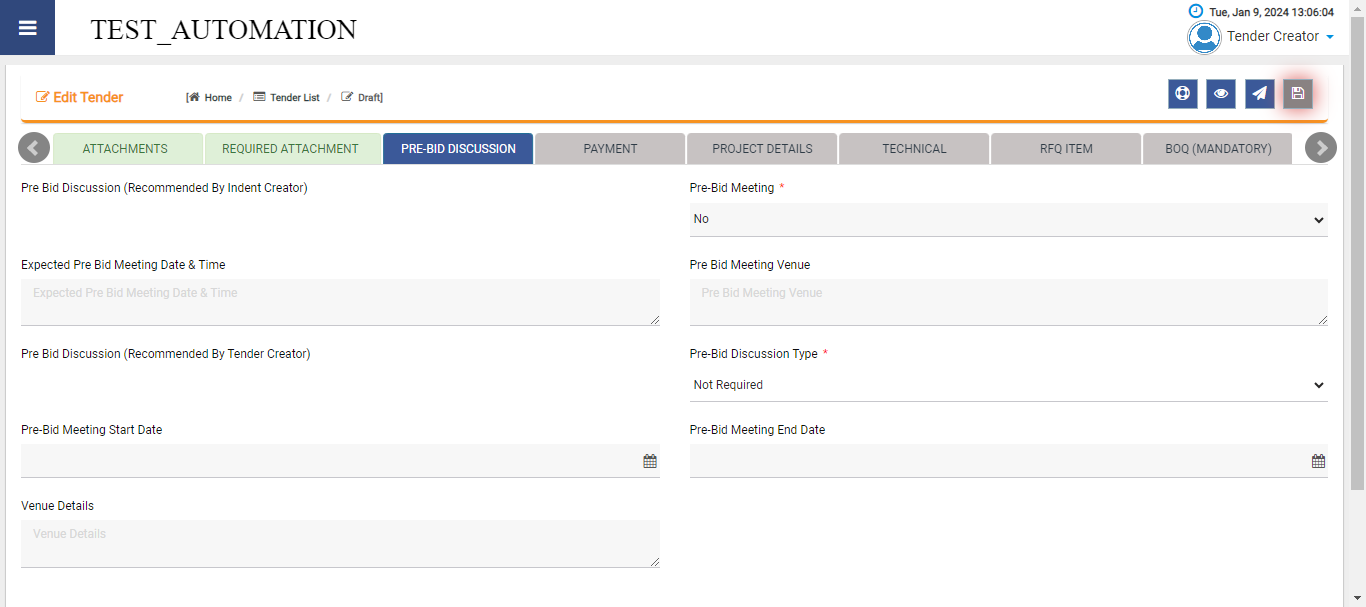 TEST_AUTOMATION
Tue, Jan 9, 2024 13:06:04
Tender Creator
Edit Tender
[Home / Tender List / Draft]
ATTACHMENTS REQUIRED ATTACHMENT PRE-BID DISCUSSION PAYMENT PROJECT DETAILS TECHNICAL RFQ ITEM BOQ (MANDATORY)
Pre Bid Discussion (Recommended By Indent Creator)
Pre-Bid Meeting *
No
Expected Pre Bid Meeting Date & Time
Pre Bid Meeting Venue
Expected Pre Bid Meeting Date & Time
Pre Bid Meeting Venue
Pre Bid Discussion (Recommended By Tender Creator)
Pre-Bid Discussion Type *
Not Required
Pre-Bid Meeting Start Date
Pre-Bid Meeting End Date
Venue Details
Venue Details